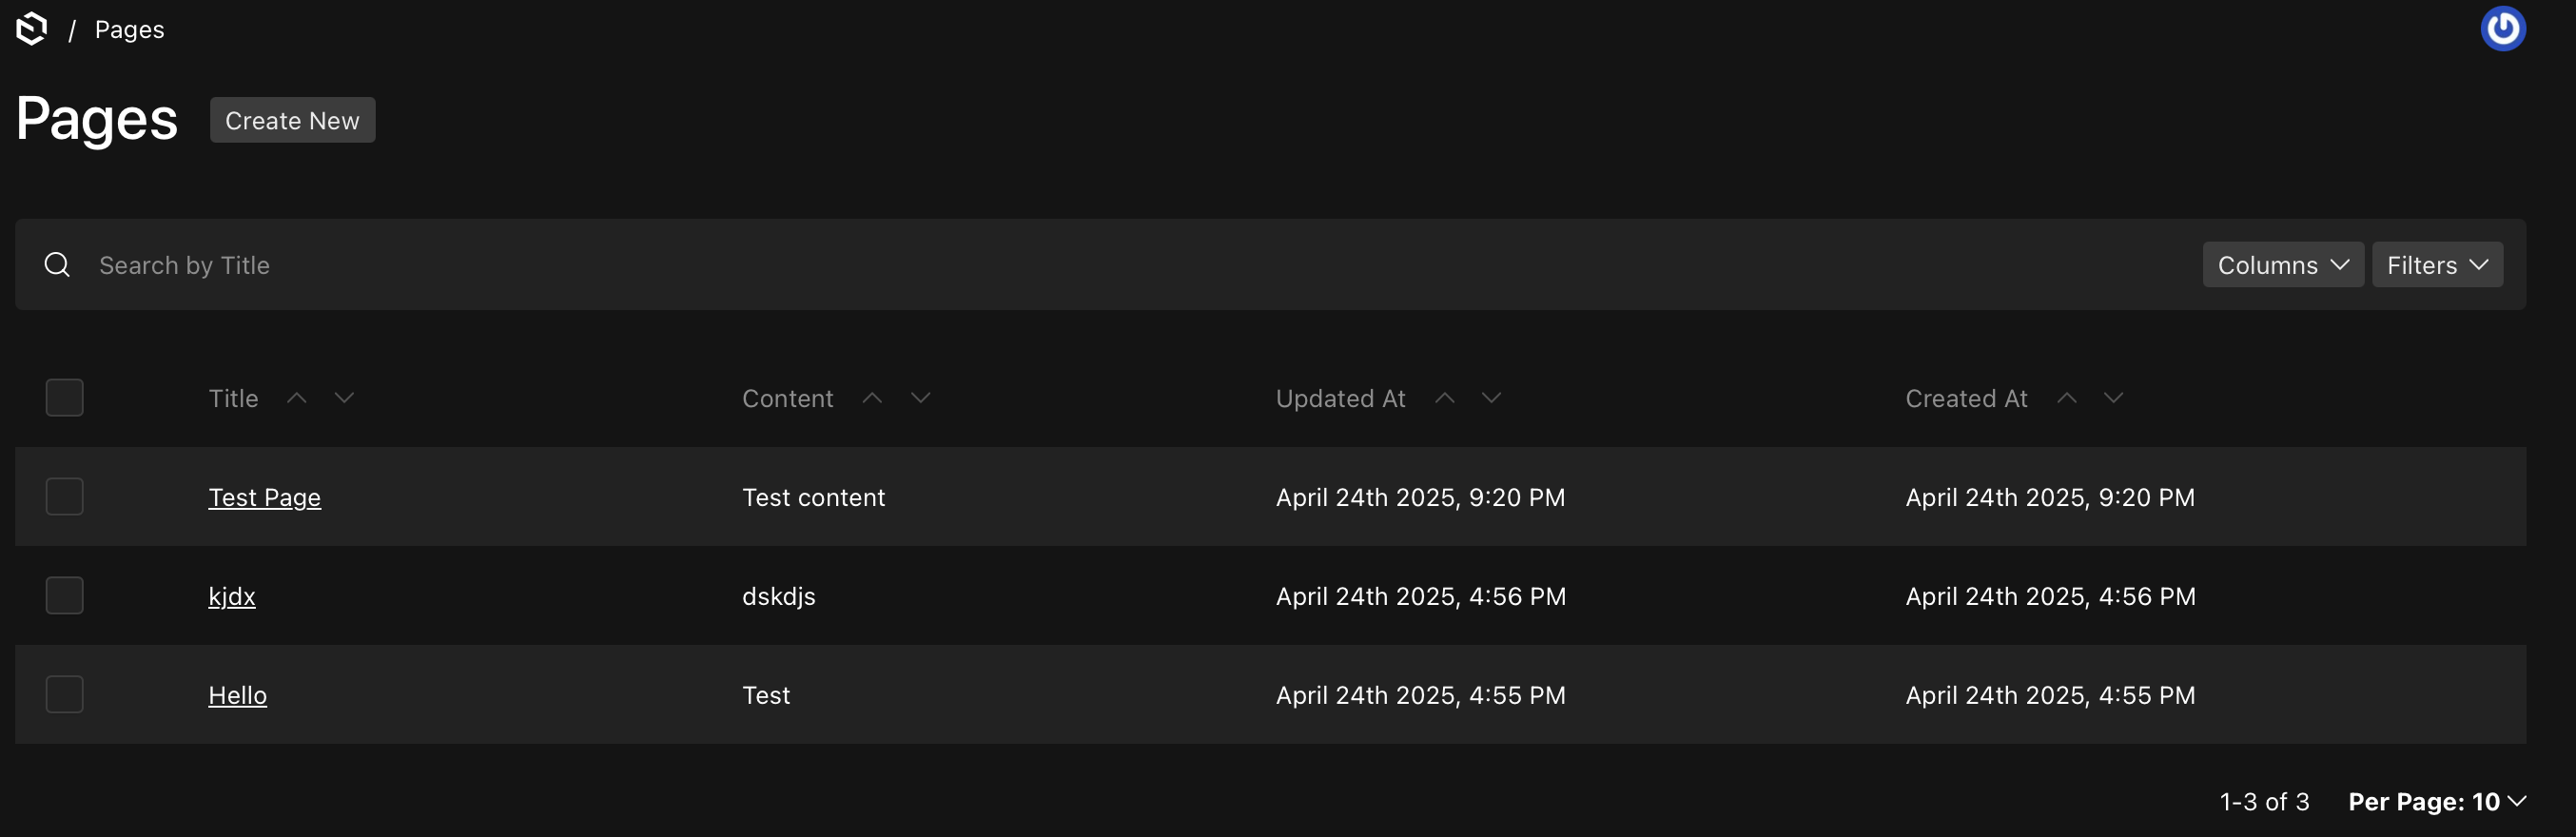 / Pages
Pages Create New
Search by Title Columns Filters
Title Content Updated At Created At
Test Page Test content April 24th 2025, 9:20 PM April 24th 2025, 9:20 PM
kjdx dskdjs April 24th 2025, 4:56 PM April 24th 2025, 4:56 PM
Hello Test April 24th 2025, 4:55 PM April 24th 2025, 4:55 PM
1-3 of 3 Per Page: 10